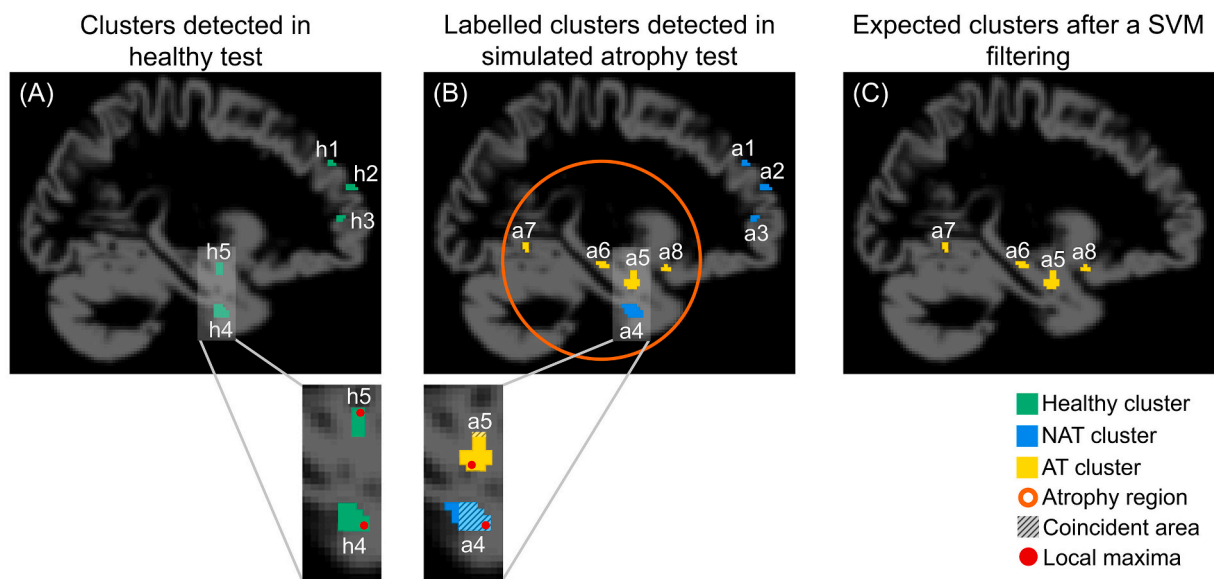 Clusters detected in
healthy test
Labelled clusters detected in
simulated atrophy test
Expected clusters after a SVM
filtering
(A)
h1
h2
h3
h5
h4
h5
h4
(B)
a1
a2
a3
a7
a6
a5
a8
a4
a5
a4
(C)
a7
a6
a5
a8
Healthy cluster
NAT cluster
AT cluster
Atrophy region
Coincident area
Local maxima